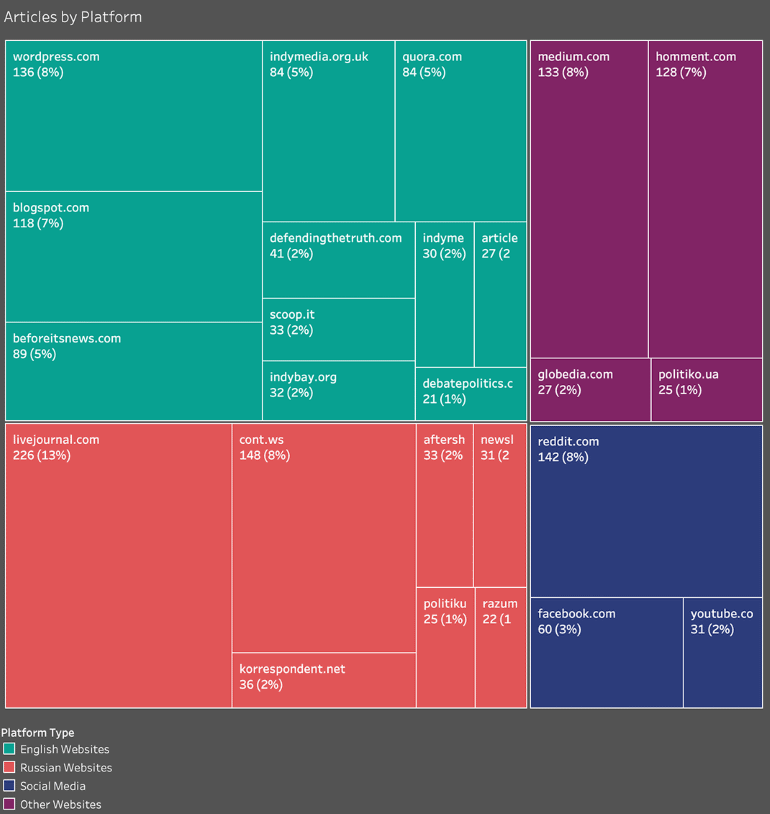 Articles by Platform
wordpress.com
136 (8%)
blogspot.com
118 (7%)
beforeitsnews.com
89 (5%)
indymedia.org.uk
84 (5%)
quora.com
84 (5%)
defendingthetruth.com
41 (2%)
scoop.it
33 (2%)
indybay.org
32 (2%)
indyme
30 (2%)
article
27 (2
debatepolitics.c
21 (1%)
medium.com
133 (8%)
homment.com
128 (7%)
globedia.com
27 (2%)
politiko.ua
25 (1%)
livejournal.com
226 (13%)
cont.ws
148 (8%)
korrespondent.net
36 (2%)
aftersh
33 (2%
newsl
31 (2
politiku
25 (1%)
razum
22 (1
reddit.com
142 (8%)
facebook.com
60 (3%)
youtube.co
31 (2%)
Platform Type
English Websites
Russian Websites
Social Media
Other Websites